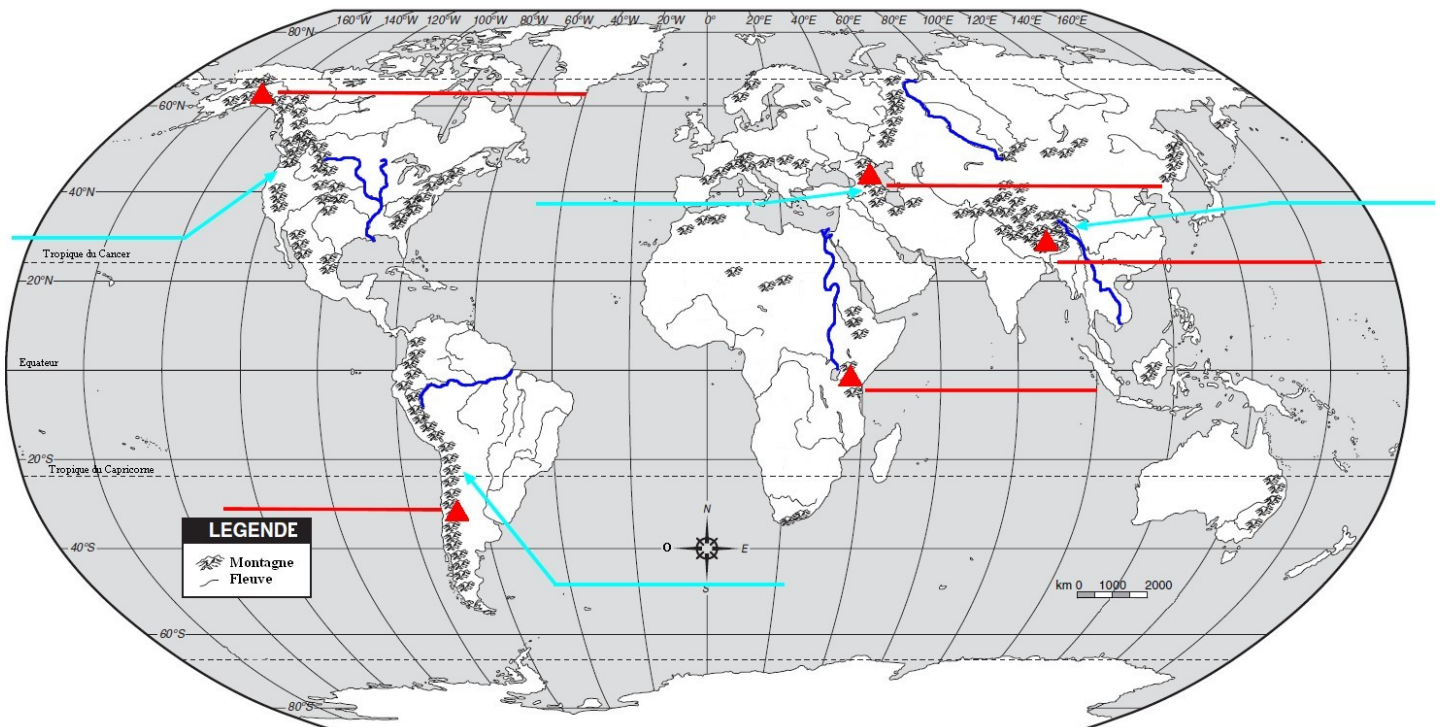 160°W 140°W 120°W 100°W 80°W 60°W 40°W 20°W 0° 20°E 40°E 60°E 80°E 100°E 120°E 140°E 160°E
80°N
60°N
40°N
Tropique du Cancer
20°N
Equateur
20°S
Tropique du Capricorne
LEGENDE
Montagne
Fleuve
N
O E
S
40°S
km 0 1000 2000
60°S
80°S